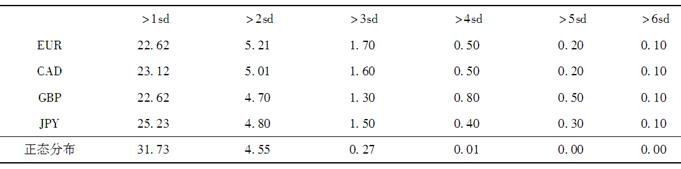 >1sd >2sd >3sd >4sd >5sd >6sd
EUR 22.62 5.21 1.70 0.50 0.20 0.10
CAD 23.12 5.01 1.60 0.50 0.20 0.10
GBP 22.62 4.70 1.30 0.80 0.50 0.10
JPY 25.23 4.80 1.50 0.40 0.30 0.10
正态分布 31.73 4.55 0.27 0.01 0.00 0.00